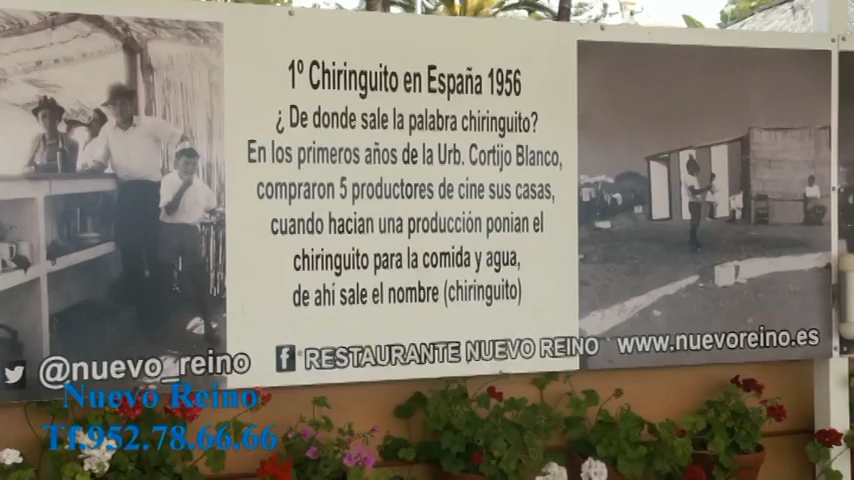 1º Chiringuito en España 1956
¿ De donde sale la palabra chiringuito?
En los primeros años de la Urb. Cortijo Blanco,
compraron 5 productores de cine sus casas,
cuando hacian una producción ponian el
chiringuito para la comida y agua,
de ahi sale el nombre (chiringuito)
@nuevo_reino
f RESTAURANTE NUEVO REINO
www.nuevoreino.es
Nuevo Reino
Tf.952.78.66.66